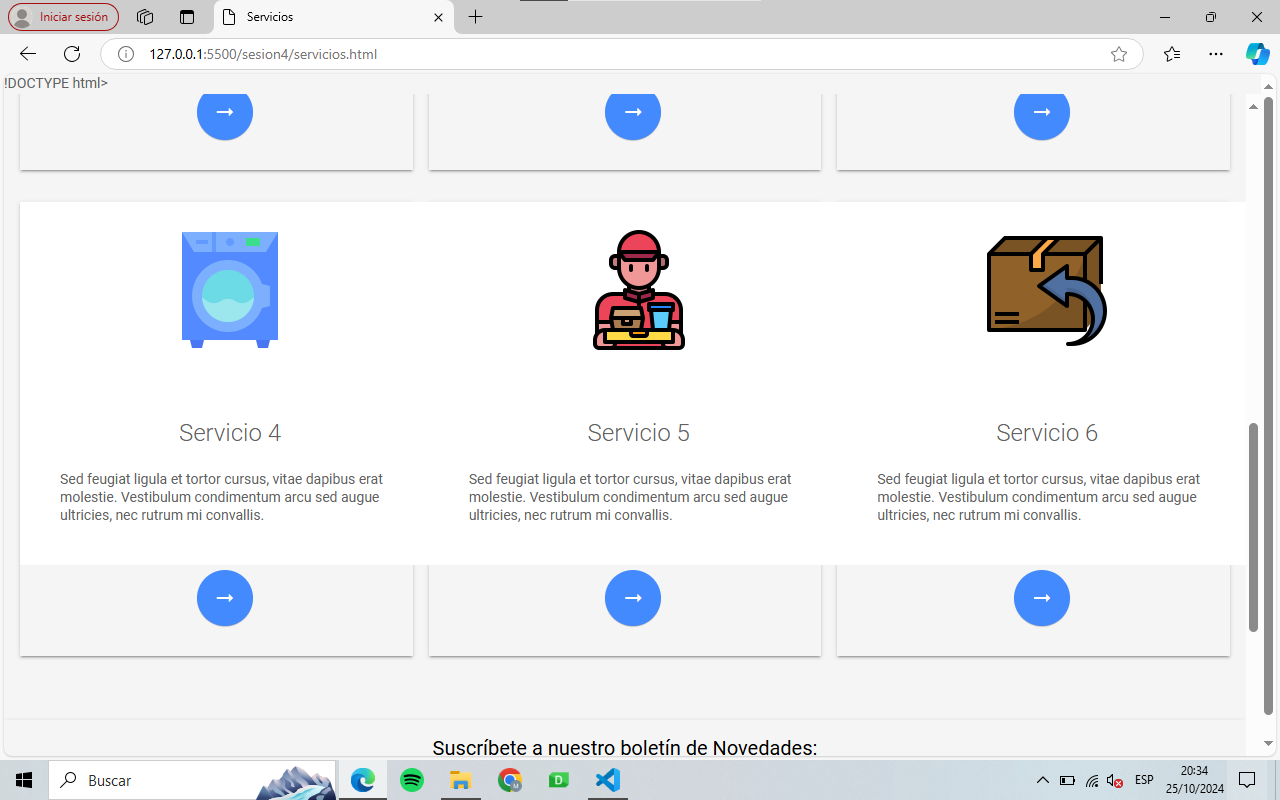 Iniciar sesión
Servicios
127.0.0.1:5500/sesion4/servicios.html
!DOCTYPE html>
Servicio 4
Sed feugiat ligula et tortor cursus, vitae dapibus erat
molestie. Vestibulum condimentum arcu sed augue
ultricies, nec rutrum mi convallis.
Servicio 5
Sed feugiat ligula et tortor cursus, vitae dapibus erat
molestie. Vestibulum condimentum arcu sed augue
ultricies, nec rutrum mi convallis.
Servicio 6
Sed feugiat ligula et tortor cursus, vitae dapibus erat
molestie. Vestibulum condimentum arcu sed augue
ultricies, nec rutrum mi convallis.
Suscríbete a nuestro boletín de Novedades:
Buscar
D
M
ESP
20:34
25/10/2024